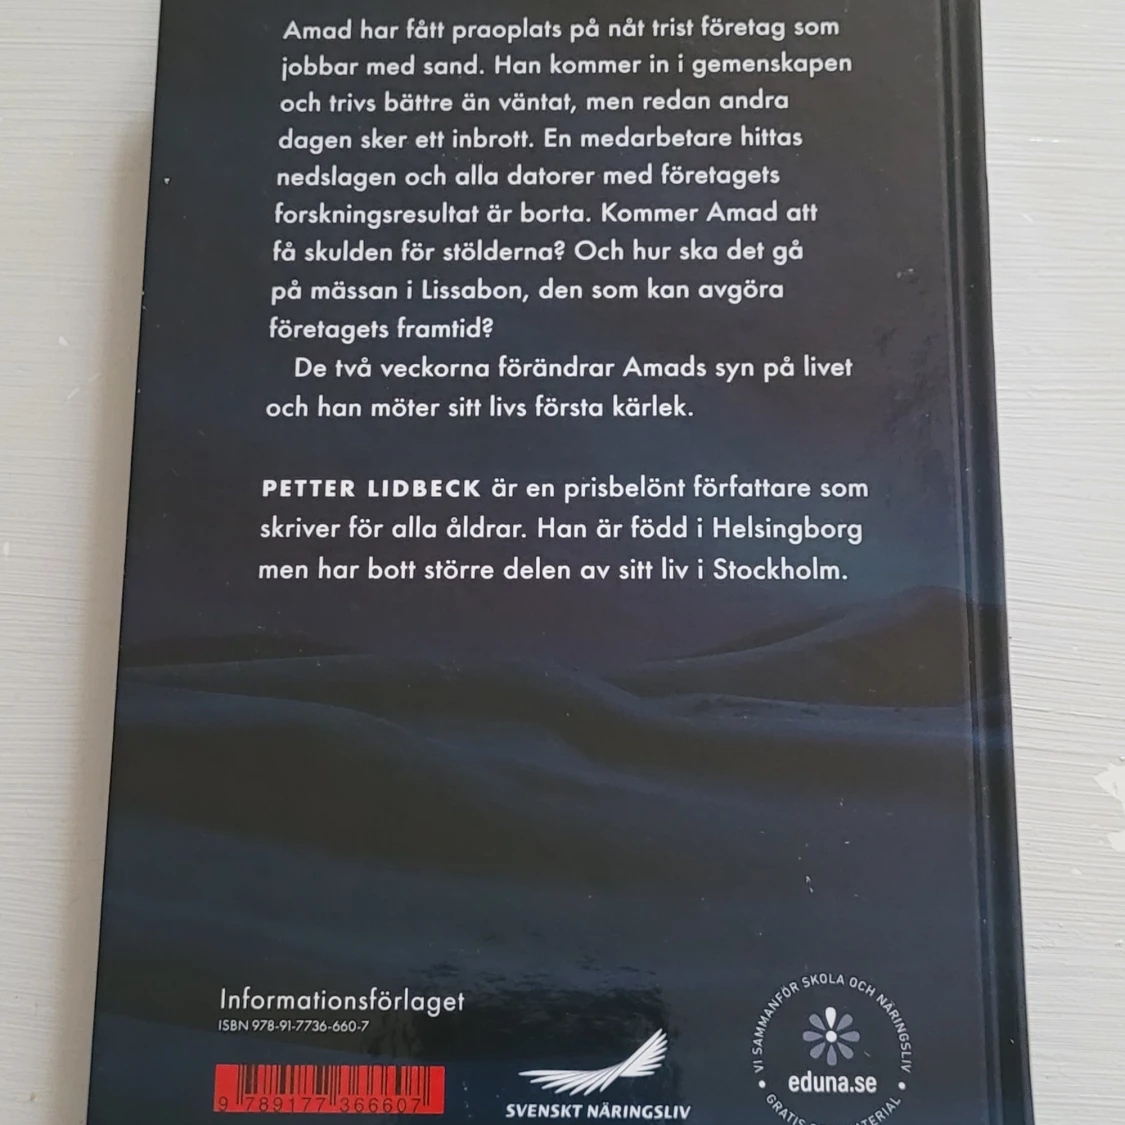 Amad har fått praoplats på nåt trist företag som
jobbar med sand. Han kommer in i gemenskapen
och trivs bättre än väntat, men redan andra
dagen sker ett inbrott. En medarbetare hittas
nedslagen och alla datorer med företagets
forskningsresultat är borta. Kommer Amad att
få skulden för stölderna? Och hur ska det gå
på mässan i Lissabon, den som kan avgöra
företagets framtid?
De två veckorna förändrar Amads syn på livet
och han möter sitt livs första kärlek.
PETTER LIDBECK är en prisbelönt författare som
skriver för alla åldrar. Han är född i Helsingborg
men har bott större delen av sitt liv i Stockholm.
Informationsförlaget
ISBN 978-91-7736-660-7
9 789177 366607
SVENSKT NÄRINGSLIV
• VI SAMMANFÖR SKOLA OCH NÄRINGSLIV •
eduna.se
GRATIS